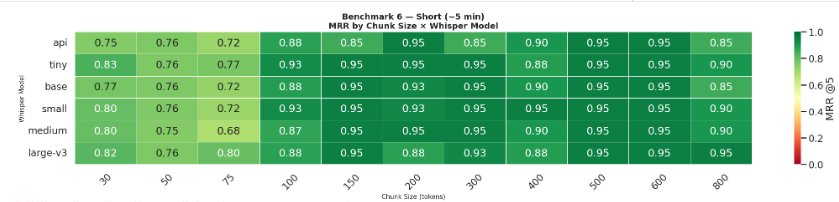 Benchmark 6 — Short (~5 min)
MRR by Chunk Size × Whisper Model
api 0.75 0.76 0.72 0.88 0.85 0.95 0.85 0.90 0.95 0.95 0.85
tiny 0.83 0.76 0.77 0.93 0.95 0.95 0.95 0.88 0.95 0.95 0.90
base 0.77 0.76 0.72 0.88 0.95 0.93 0.95 0.90 0.95 0.95 0.85
small 0.80 0.76 0.72 0.93 0.95 0.93 0.95 0.95 0.95 0.95 0.90
medium 0.80 0.75 0.68 0.87 0.95 0.95 0.95 0.90 0.95 0.95 0.90
large-v3 0.82 0.76 0.80 0.88 0.95 0.88 0.93 0.88 0.95 0.95 0.95
30 50 75 100 150 200 300 400 500 600 800
Chunk Size (tokens)
Whisper Model
1.0
0.8
0.6
0.4
0.2
0.0
MRR @5